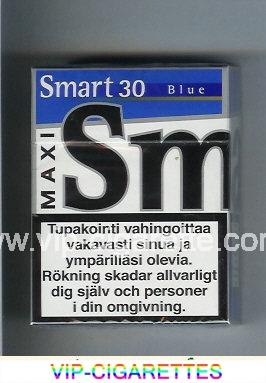 Smart 30 Blue
MAXI
Sm
Tupakointi vahingoittaa
vakavasti sinua ja
ympärilläsi olevia.
Rökning skadar allvarligt
dig själv och personer
i din omgivning.
VIP-CIGARETTES